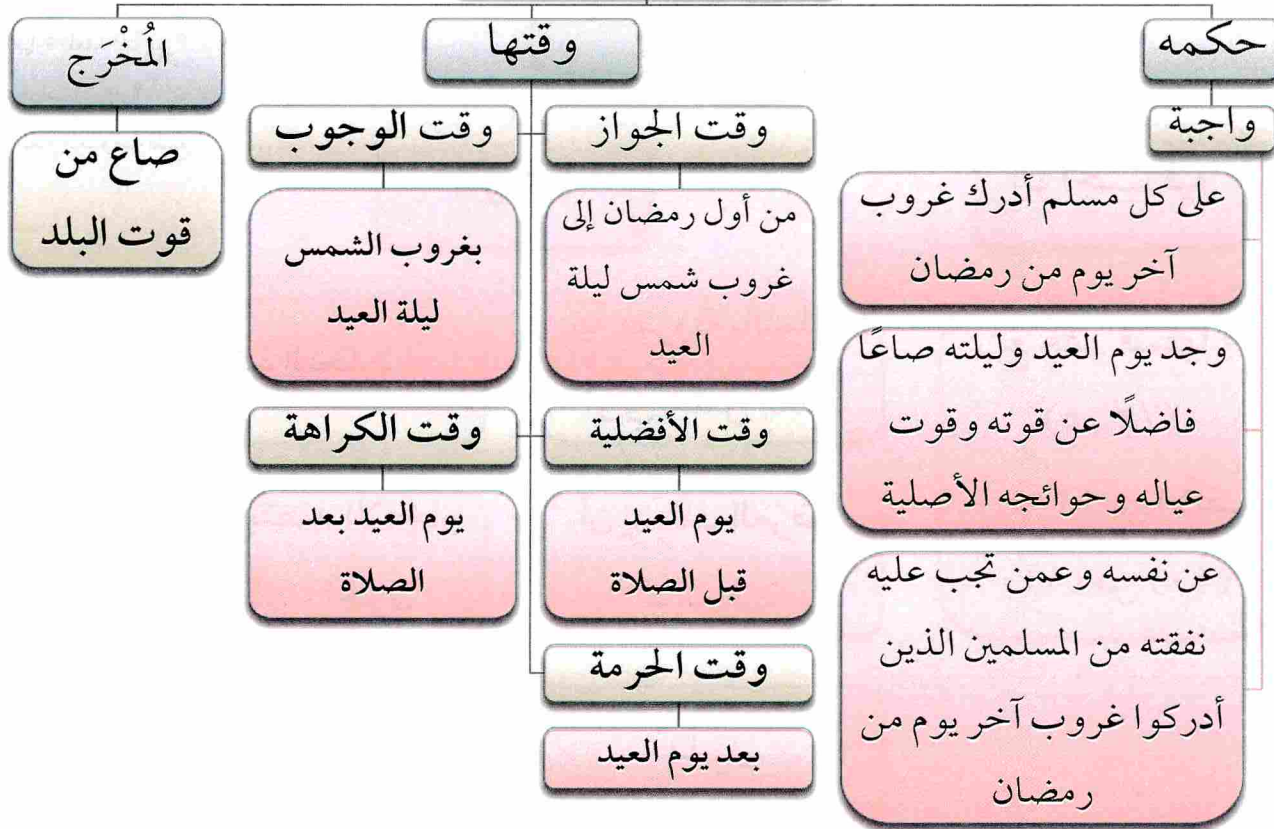 حكمه
واجبة
على كل مسلم أدرك غروب
آخر يوم من رمضان
وجد يوم العيد وليلته صاعًا
فاضلًا عن قوته وقوت
عياله وحوائجه الأصلية
عن نفسه وعمن تجب عليه
نفقته من المسلمين الذين
أدركوا غروب آخر يوم من
رمضان
وقتها
وقت الجواز
من أول رمضان إلى
غروب شمس ليلة
العيد
وقت الوجوب
بغروب الشمس
ليلة العيد
وقت الأفضلية
يوم العيد
قبل الصلاة
وقت الكراهة
يوم العيد بعد
الصلاة
وقت الحرمة
بعد يوم العيد
المُخْرَج
صاع من
قوت البلد